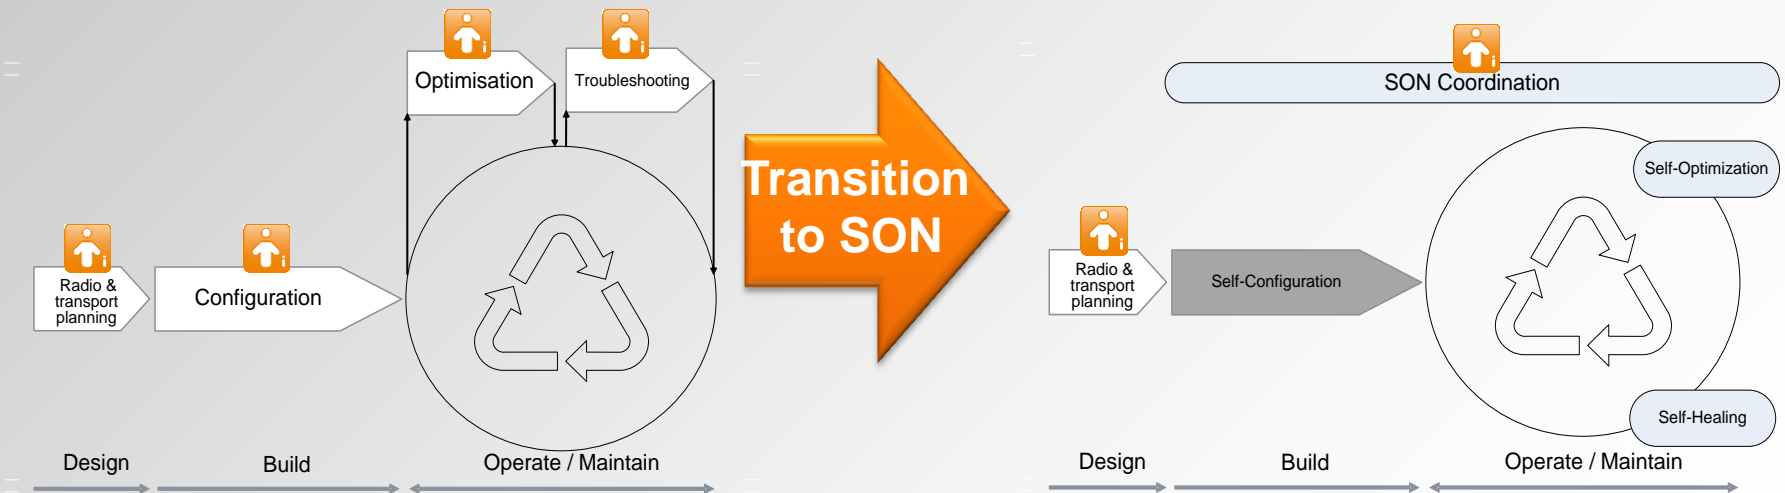 Optimisation
Troubleshooting
Radio &
transport
planning
Configuration
Design
Build
Operate / Maintain
Transition
to SON
SON Coordination
Self-Optimization
Radio &
transport
planning
Self-Configuration
Self-Healing
Design
Build
Operate / Maintain